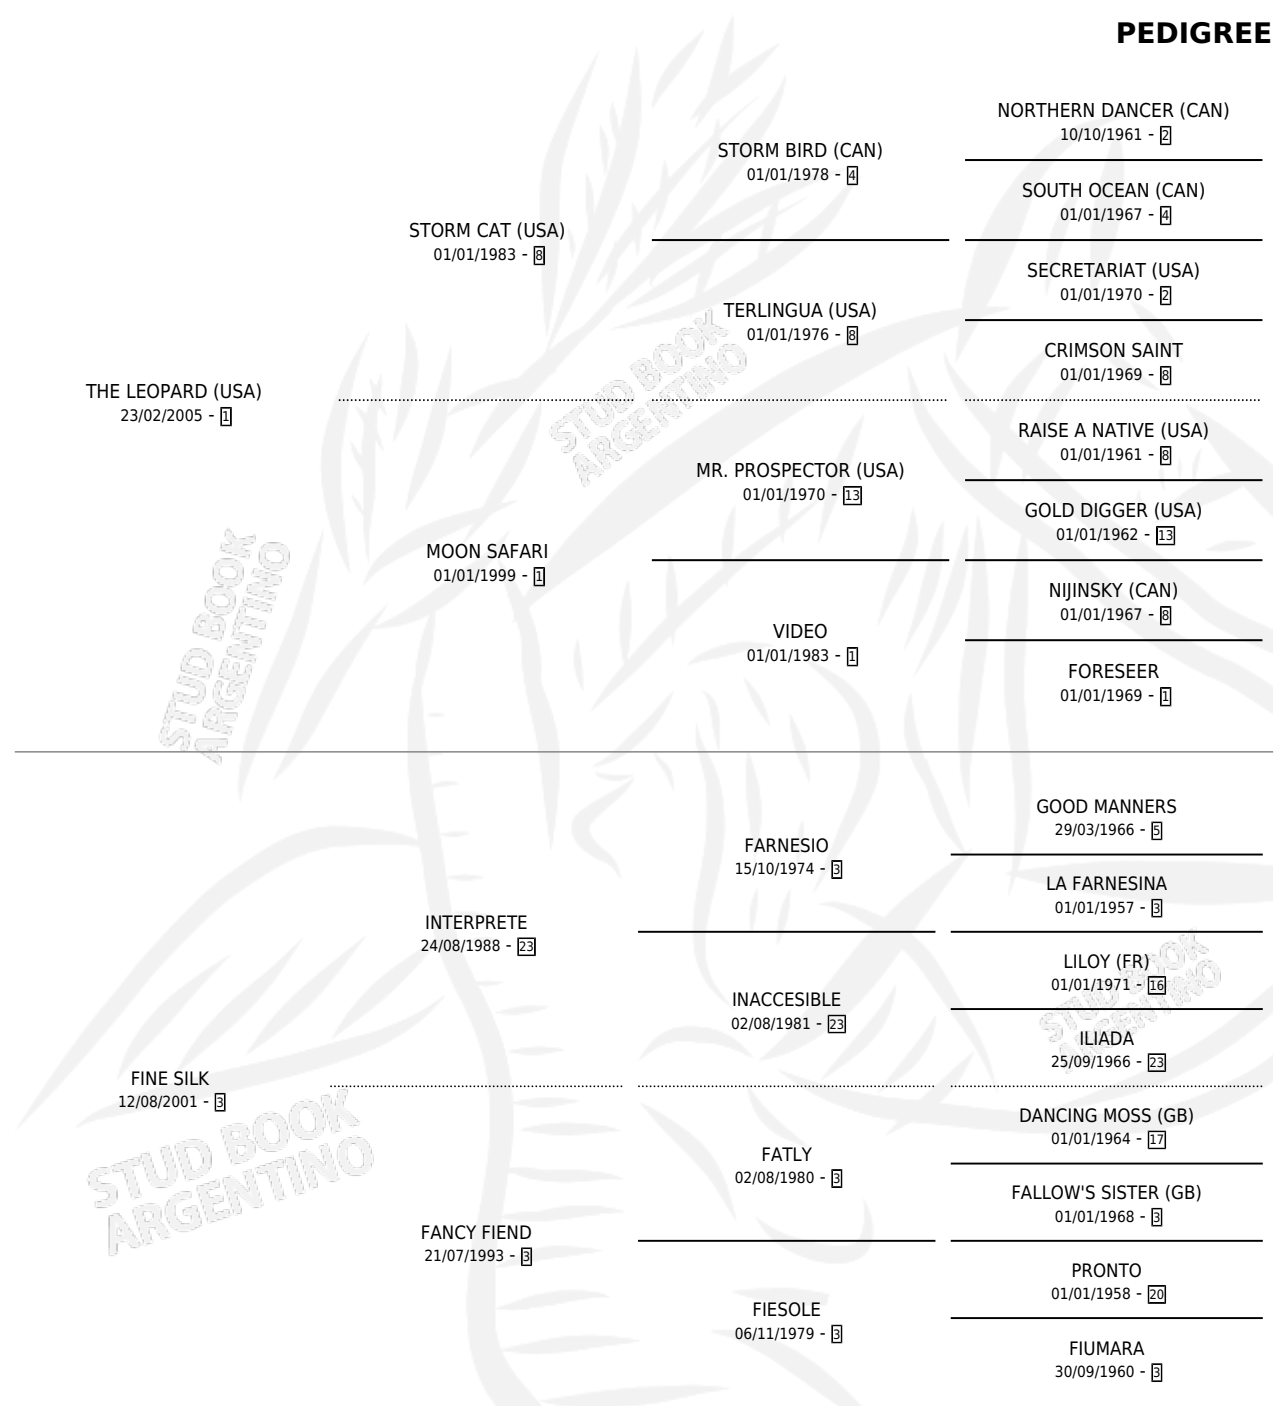 PEDIGREE
NORTHERN DANCER (CAN)
10/10/1961 - 2
STORM BIRD (CAN)
01/01/1978 - 4
SOUTH OCEAN (CAN)
01/01/1967 - 4
STORM CAT (USA)
01/01/1983 - 8
SECRETARIAT (USA)
01/01/1970 - 2
TERLINGUA (USA)
01/01/1976 - 8
CRIMSON SAINT
01/01/1969 - 8
THE LEOPARD (USA)
23/02/2005 - 1
STUD BOOK
ARGENTINO
RAISE A NATIVE (USA)
01/01/1961 - 8
MR. PROSPECTOR (USA)
01/01/1970 - 13
GOLD DIGGER (USA)
01/01/1962 - 13
MOON SAFARI
01/01/1999 - 1
NIJINSKY (CAN)
01/01/1967 - 8
VIDEO
01/01/1983 - 1
FORESEER
01/01/1969 - 1
STUD BOOK
ARGENTINO
GOOD MANNERS
29/03/1966 - 5
FARNESIO
15/10/1974 - 3
LA FARNESINA
01/01/1957 - 3
INTERPRETE
24/08/1988 - 23
LILOY (FR)
01/01/1971 - 16
INACCESIBLE
02/08/1981 - 23
STUD BOOK
ARGENTINO
ILIADA
25/09/1966 - 23
FINE SILK
12/08/2001 - 3
DANCING MOSS (GB)
01/01/1964 - 17
FATLY
02/08/1980 - 3
FALLOW'S SISTER (GB)
01/01/1968 - 3
STUD BOOK
ARGENTINO
FANCY FIEND
21/07/1993 - 3
PRONTO
01/01/1958 - 20
FIESOLE
06/11/1979 - 3
FIUMARA
30/09/1960 - 3